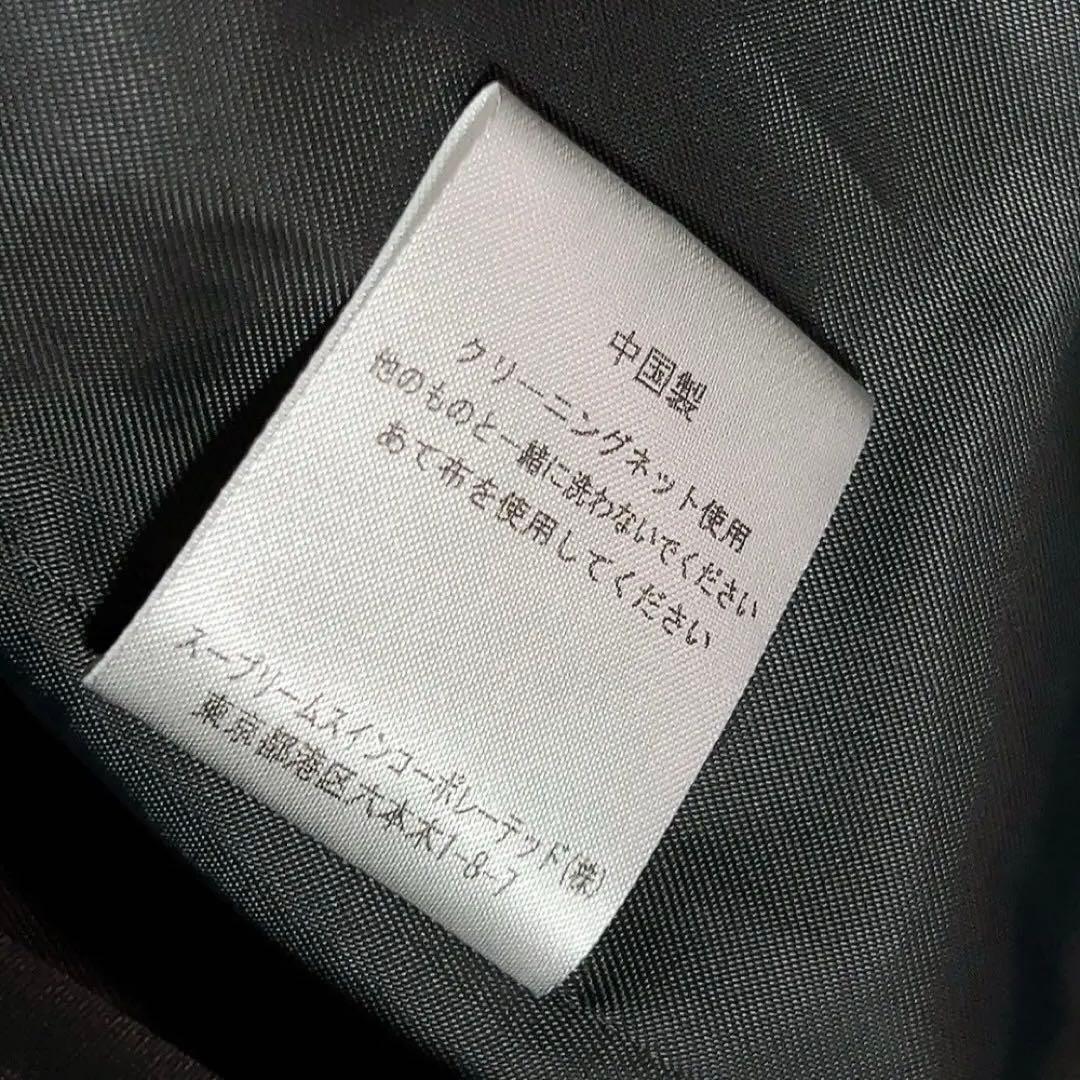 中国製
クリーニングネット使用
他のものと一緒に洗わないでください
あて布を使用してください
スープリームスインコーポレーテッド(株)
東京都港区六本木1-8-7